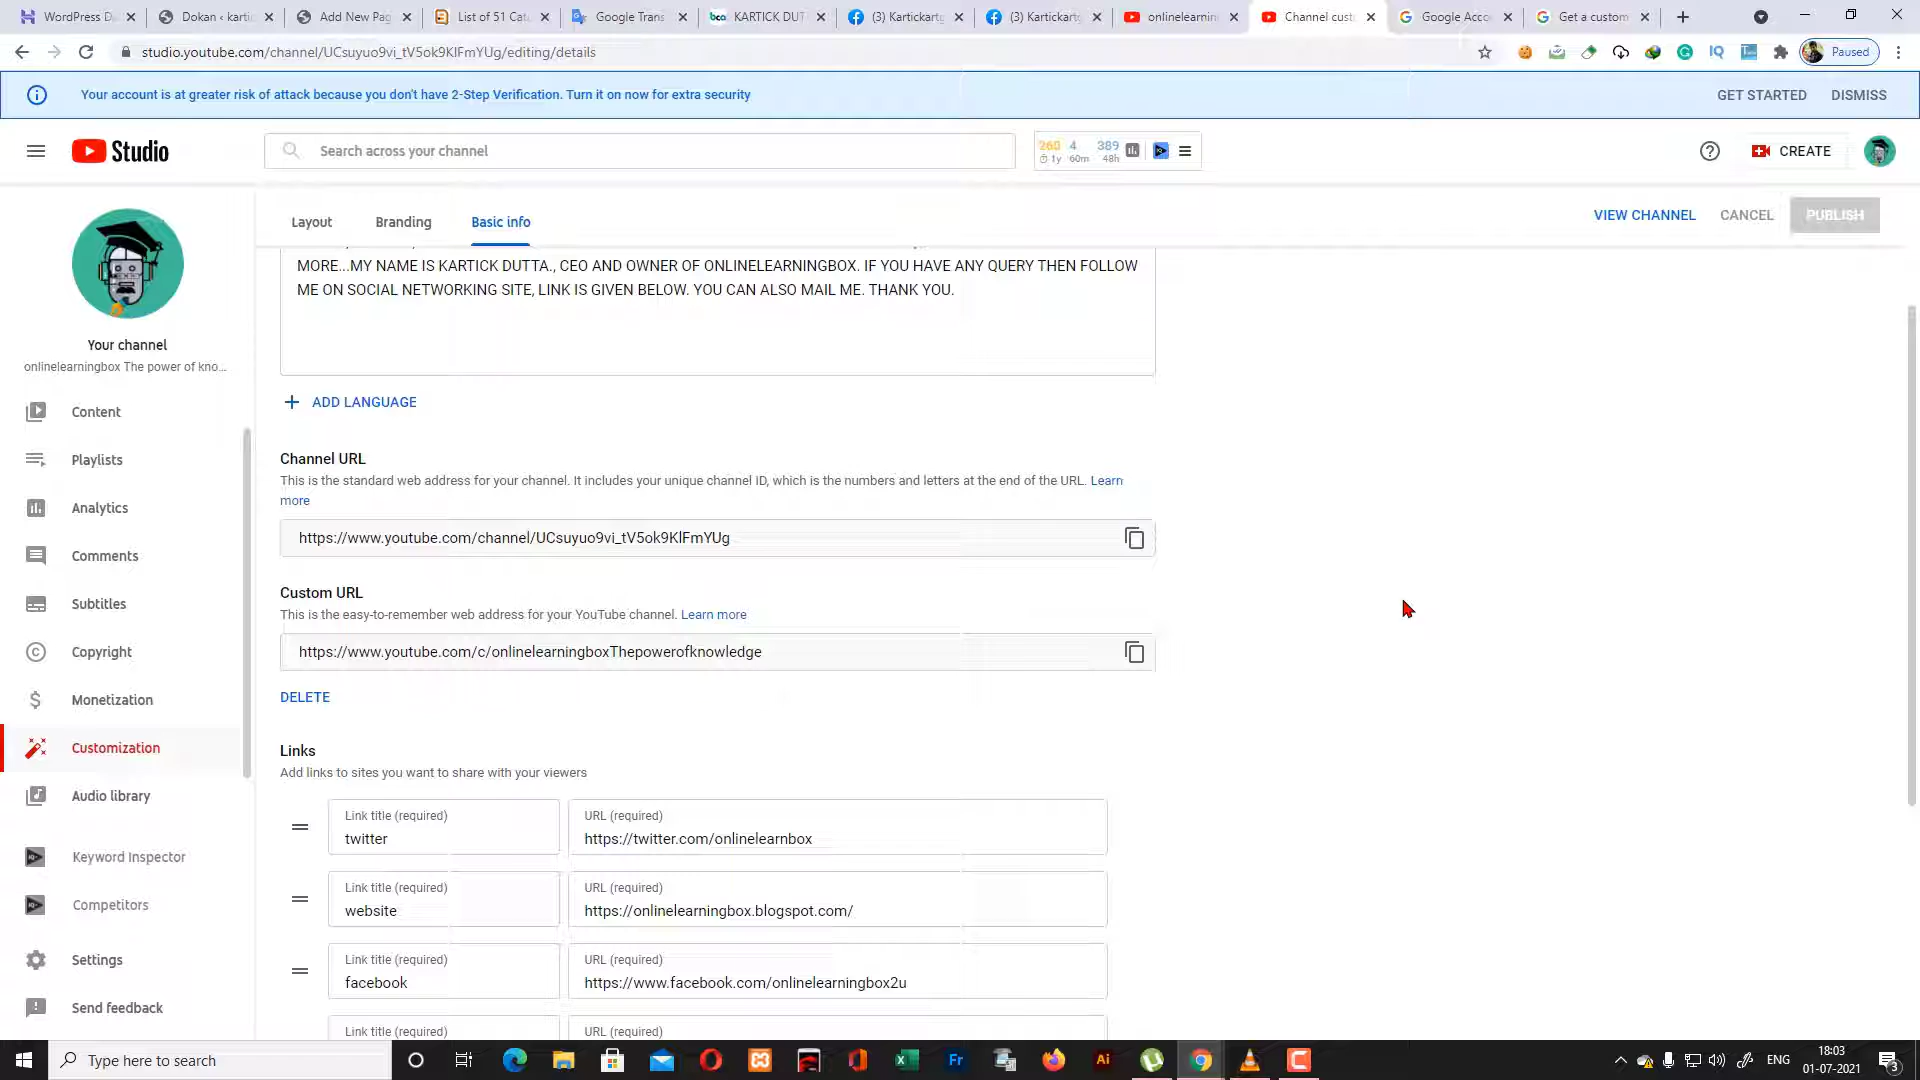 WordPress D
Dokan ‹ karti
Add New Pag
List of 51 Cat
Google Trans
KARTICK DUT
(3) Kartickart
(3) Kartickart
onlinelearnin
Channel cust
Google Acco
Get a custom
studio.youtube.com/channel/UCsuyuo9vi_tV5ok9KlFmYUg/editing/details
Paused
Your account is at greater risk of attack because you don't have 2-Step Verification. Turn it on now for extra security
GET STARTED
DISMISS
Studio
Search across your channel
260 4 389
1y 60m 48h
CREATE
Layout
Branding
Basic info
VIEW CHANNEL
CANCEL
PUBLISH
MORE...MY NAME IS KARTICK DUTTA., CEO AND OWNER OF ONLINELEARNINGBOX. IF YOU HAVE ANY QUERY THEN FOLLOW
ME ON SOCIAL NETWORKING SITE, LINK IS GIVEN BELOW. YOU CAN ALSO MAIL ME. THANK YOU.
Your channel
onlinelearningbox The power of kno...
Content
Playlists
Analytics
Comments
Subtitles
Copyright
Monetization
Customization
Audio library
Keyword Inspector
Competitors
Settings
Send feedback
ADD LANGUAGE
Channel URL
This is the standard web address for your channel. It includes your unique channel ID, which is the numbers and letters at the end of the URL. Learn
more
https://www.youtube.com/channel/UCsuyuo9vi_tV5ok9KlFmYUg
Custom URL
This is the easy-to-remember web address for your YouTube channel. Learn more
https://www.youtube.com/c/onlinelearningboxThepowerofknowledge
DELETE
Links
Add links to sites you want to share with your viewers
Link title (required)
twitter
URL (required)
https://twitter.com/onlinelearnbox
Link title (required)
website
URL (required)
https://onlinelearningbox.blogspot.com/
Link title (required)
facebook
URL (required)
https://www.facebook.com/onlinelearningbox2u
Link title (required)
URL (required)
Type here to search
ENG
18:03
01-07-2021
3